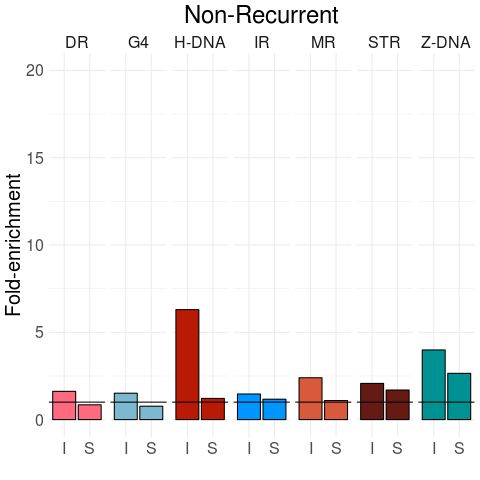 Non-Recurrent
DR G4 H-DNA IR MR STR Z-DNA
Fold-enrichment
20
15
10
5
0
I S I S I S I S I S I S I S